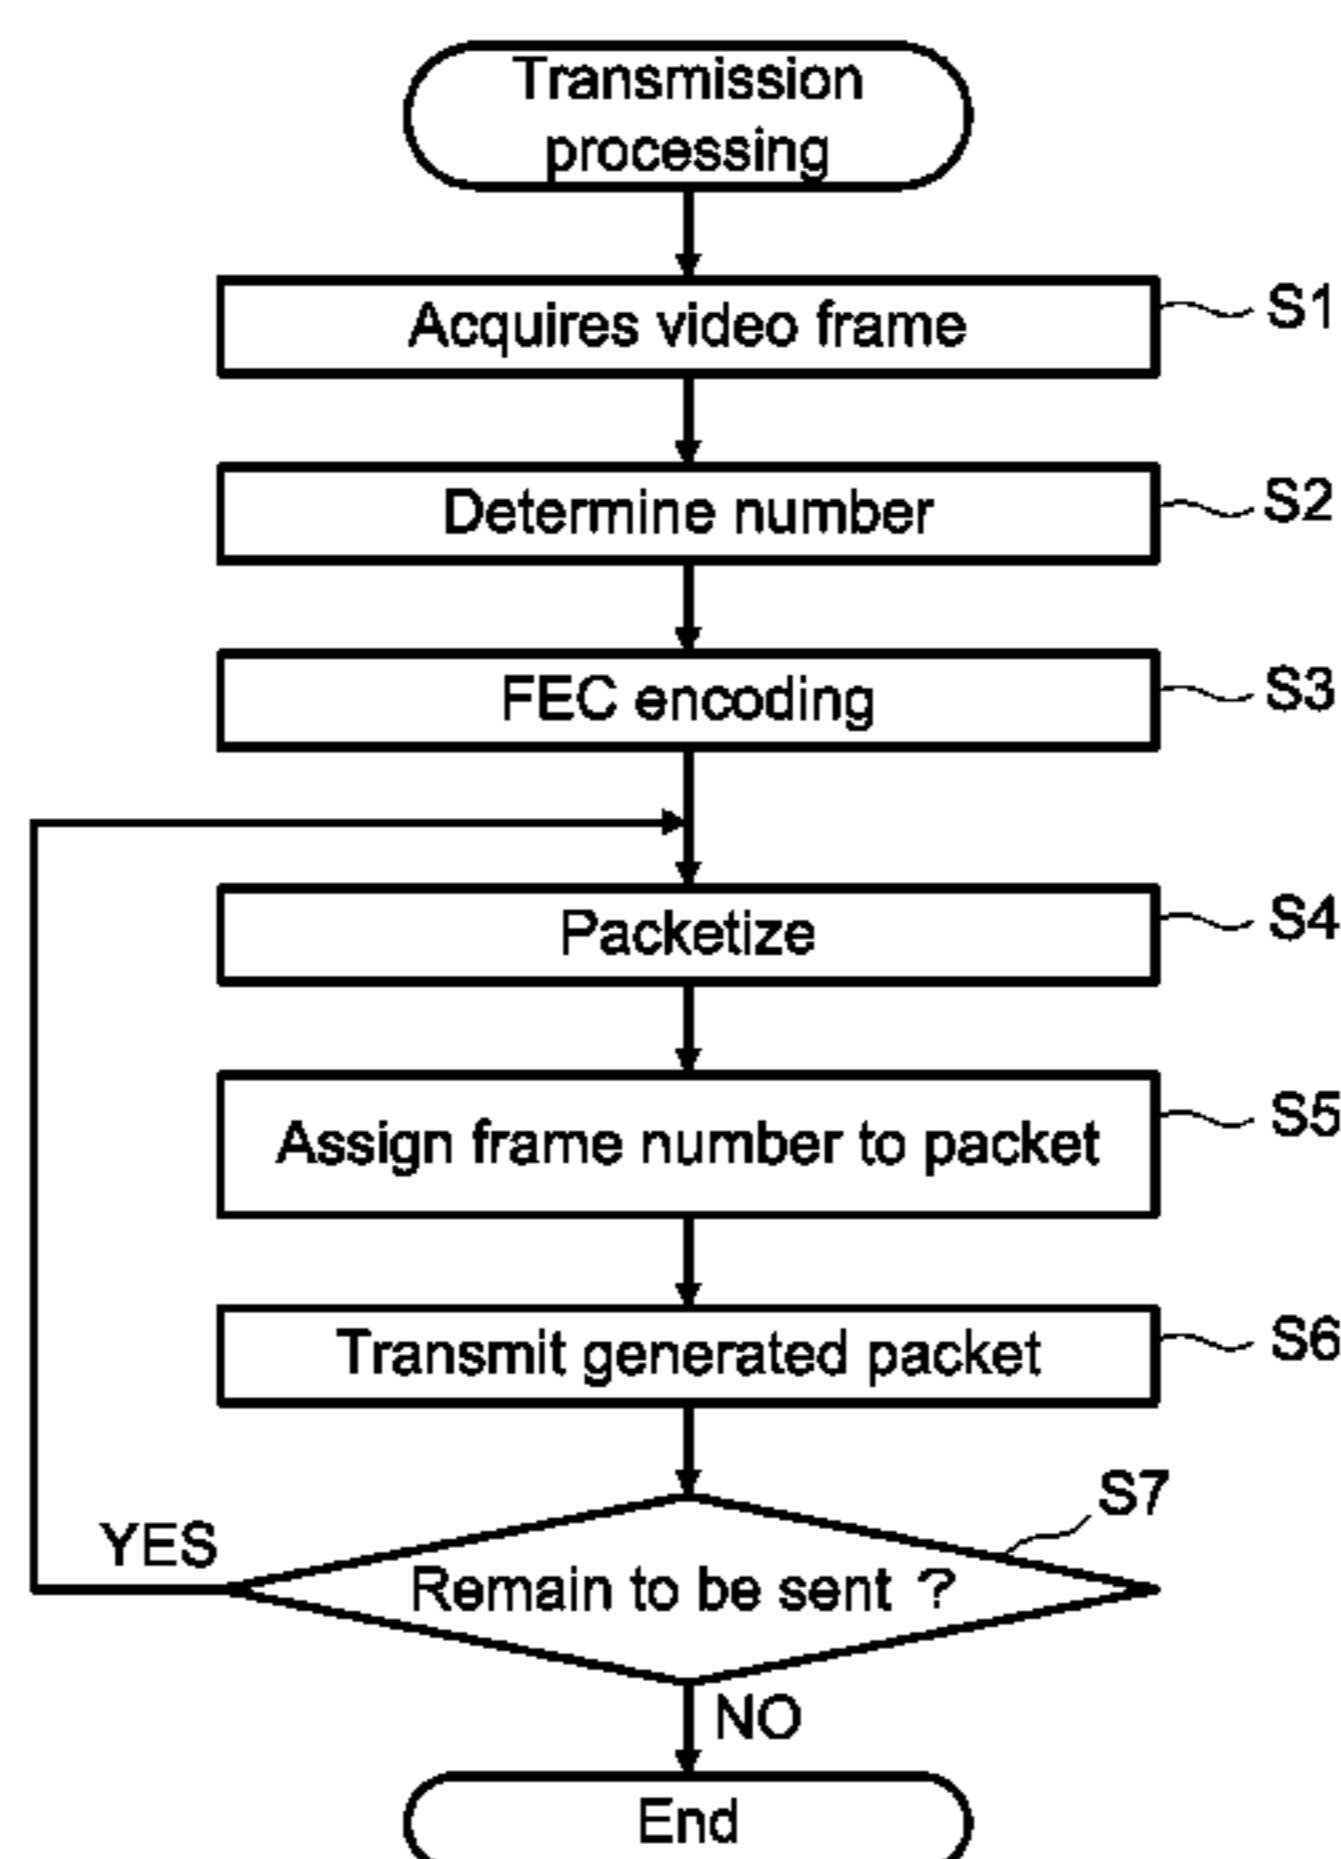 Transmission
processing
Acquires video frame
S1
Determine number
S2
FEC encoding
S3
Packetize
S4
Assign frame number to packet
S5
Transmit generated packet
S6
S7
YES
Remain to be sent ?
NO
End